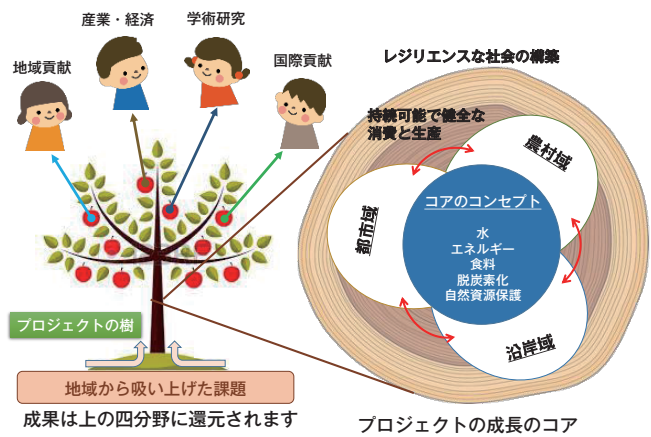 産業・経済
学術研究
地域貢献
国際貢献
プロジェクトの樹
地域から吸い上げた課題
成果は上の四分野に還元されます
レジリエンスな社会の構築
持続可能で健全な
消費と生産
農村域
都市域
コアのコンセプト
水
エネルギー
食料
脱炭素化
自然資源保護
沿岸域
プロジェクトの成長のコア